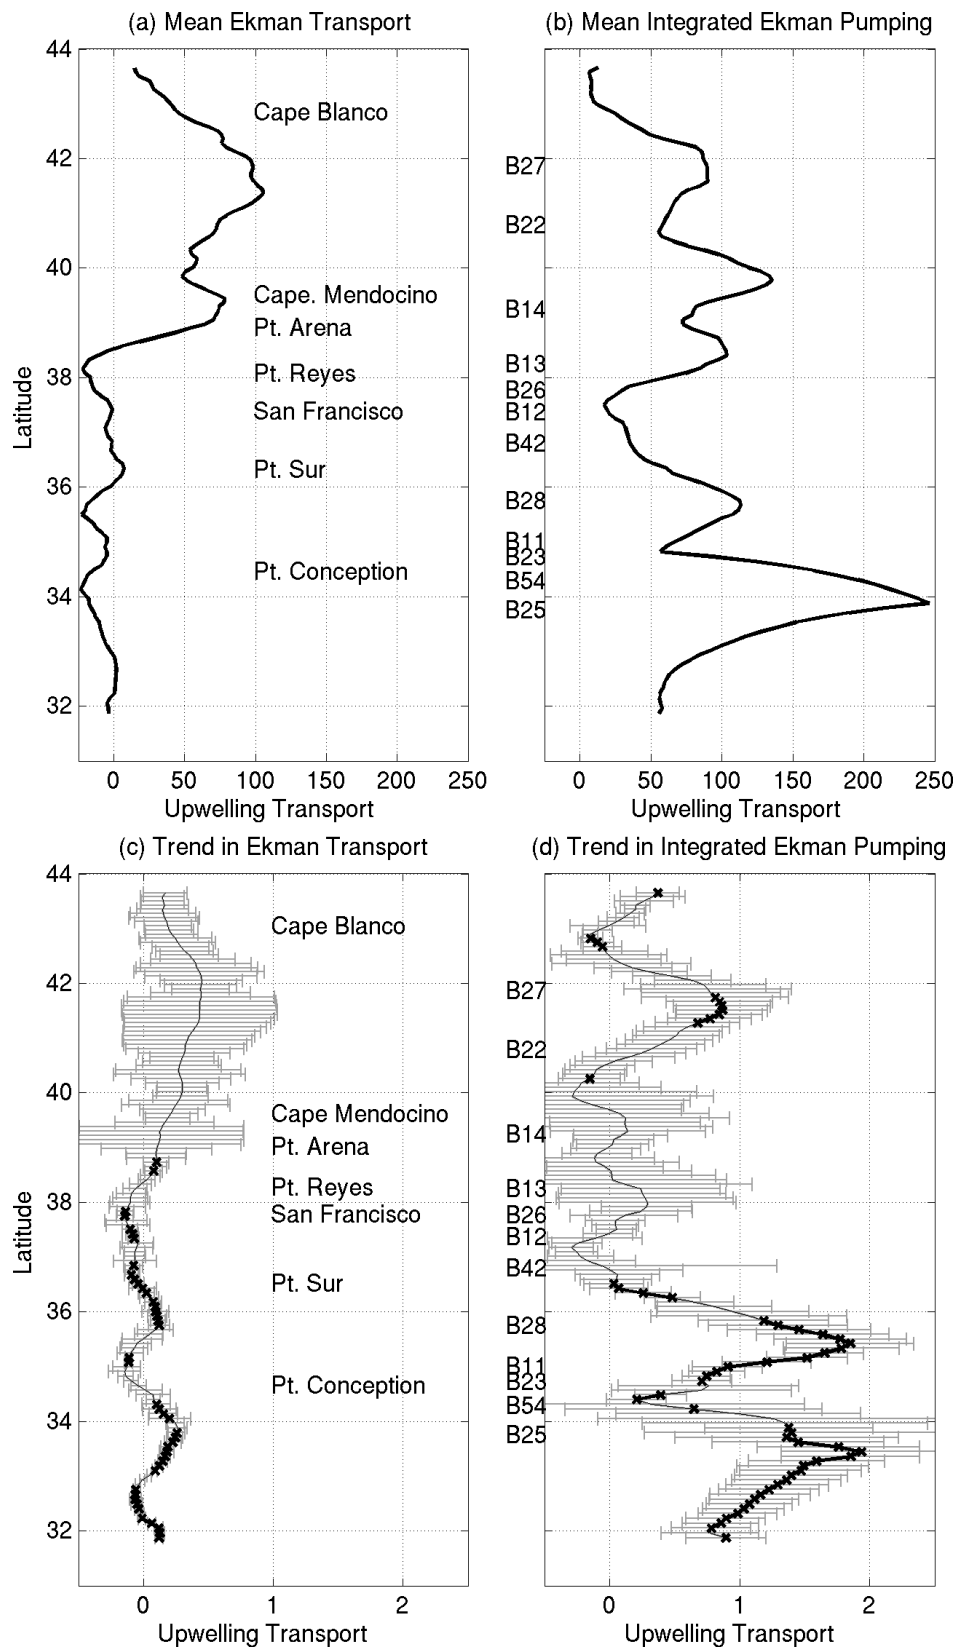 (a) Mean Ekman Transport
(b) Mean Integrated Ekman Pumping
44
42
40
38
36
34
32
Latitude
Cape Blanco
Cape. Mendocino
Pt. Arena
Pt. Reyes
San Francisco
Pt. Sur
Pt. Conception
0 50 100 150 200 250
Upwelling Transport
B27
B22
B14
B13
B26
B12
B42
B28
B11
B23
B54
B25
0 50 100 150 200 250
Upwelling Transport
(c) Trend in Ekman Transport
(d) Trend in Integrated Ekman Pumping
44
42
40
38
36
34
32
Latitude
Cape Blanco
Cape Mendocino
Pt. Arena
Pt. Reyes
San Francisco
Pt. Sur
Pt. Conception
0 1 2
Upwelling Transport
B27
B22
B14
B13
B26
B12
B42
B28
B11
B23
B54
B25
0 1 2
Upwelling Transport